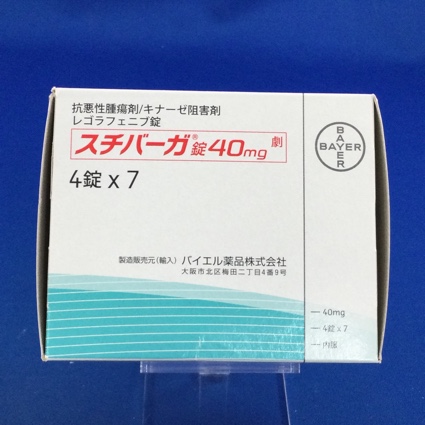 抗悪性腫瘍剤/キナーゼ阻害剤
レゴラフェニブ錠
スチバーガ®錠40mg 劇
4錠 x 7
BAYER
BAYER
製造販売元(輸入) バイエル薬品株式会社
大阪市北区梅田二丁目4番9号
40mg
4錠 x 7
内服